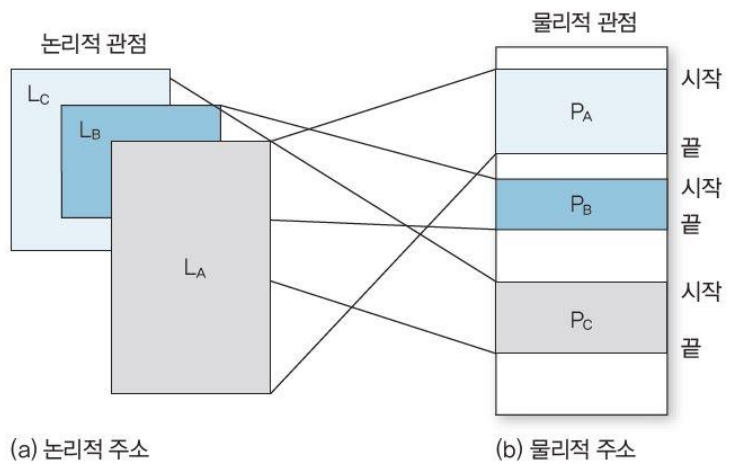 논리적 관점
L_C
L_B
L_A
(a) 논리적 주소
물리적 관점
P_A
시작
끝
P_B
시작
끝
P_C
시작
끝
(b) 물리적 주소